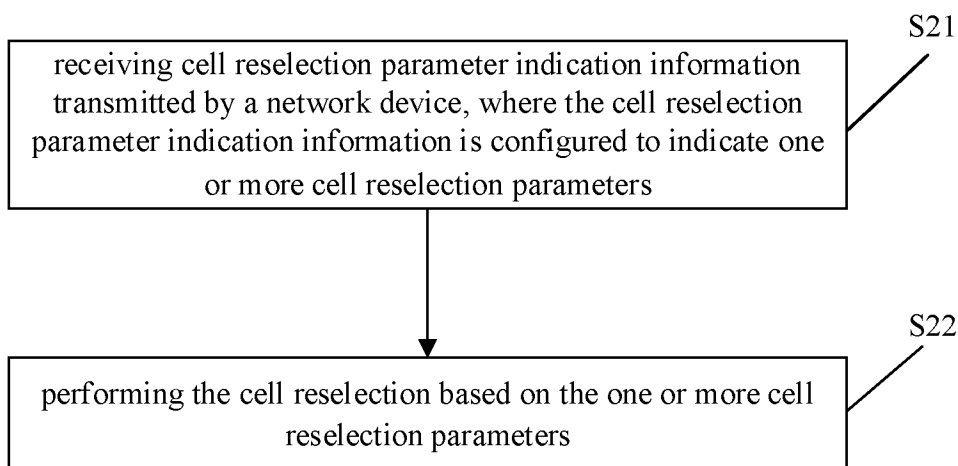 S21
receiving cell reselection parameter indication information
transmitted by a network device, where the cell reselection
parameter indication information is configured to indicate one
or more cell reselection parameters
S22
performing the cell reselection based on the one or more cell
reselection parameters